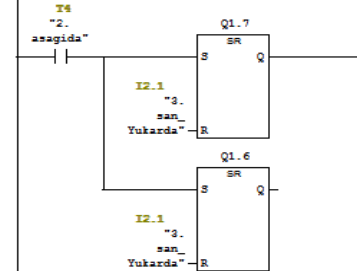 T4
"2.
asagida"
Q1.7
SR
S
Q
I2.1
"3.
san_
Yukarda"
R
Q1.6
SR
S
Q
I2.1
"3.
san_
Yukarda"
R